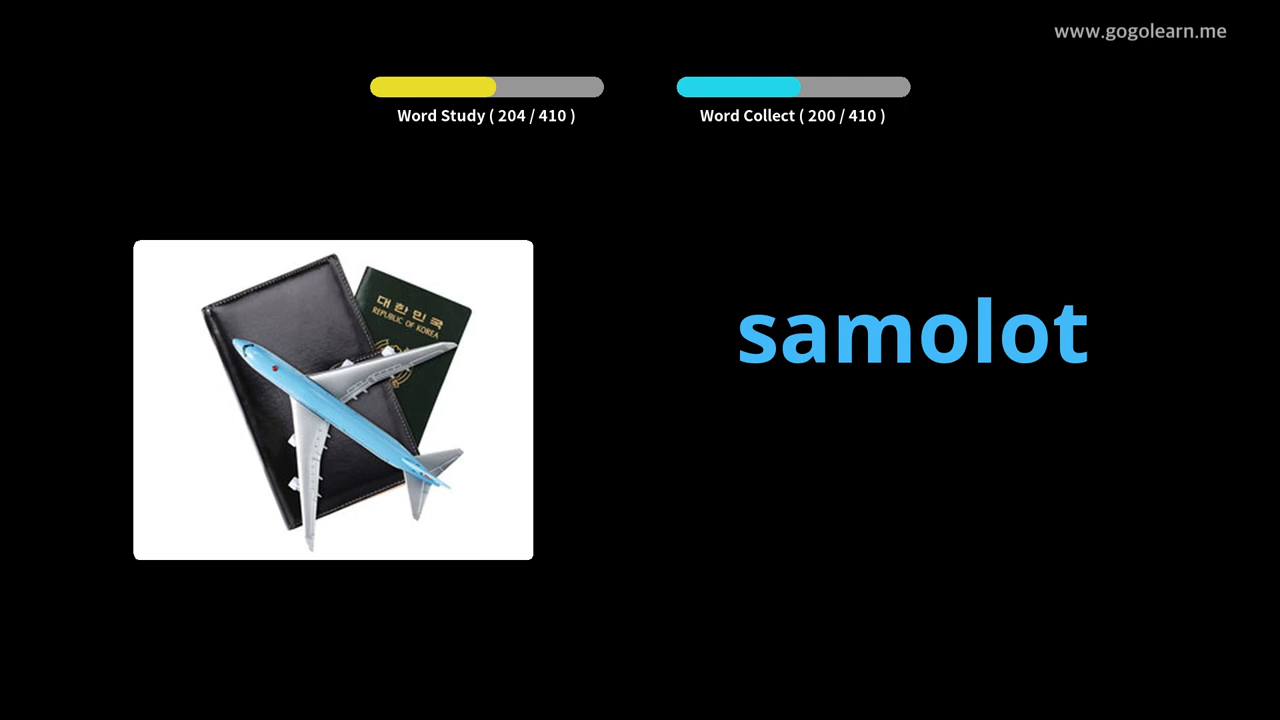 www.gogolearn.me
Word Study ( 204 / 410 )
Word Collect ( 200 / 410 )
대한민국
REPUBLIC OF KOREA
samolot